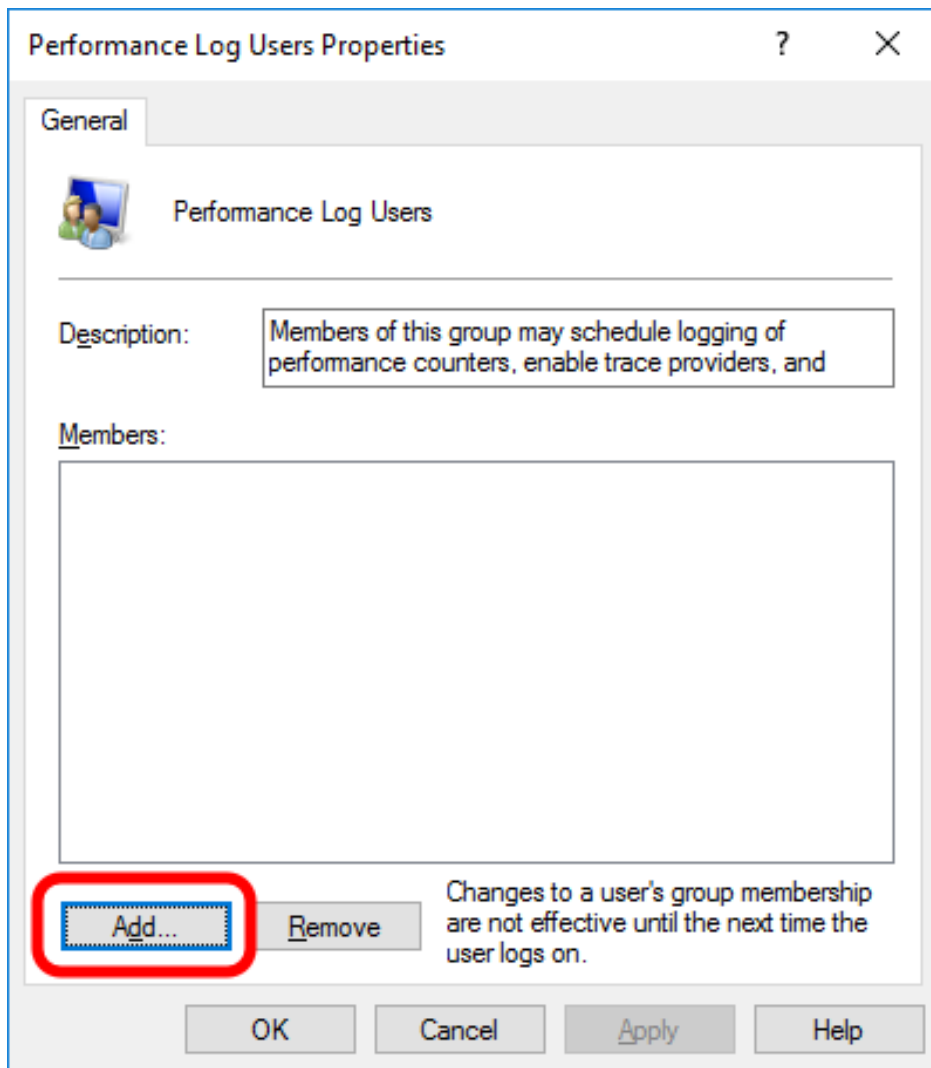 Performance Log Users Properties
?
General
Performance Log Users
Description:
Members of this group may schedule logging of
performance counters, enable trace providers, and
Members:
Add...
Remove
Changes to a user's group membership
are not effective until the next time the
user logs on.
OK
Cancel
Apply
Help